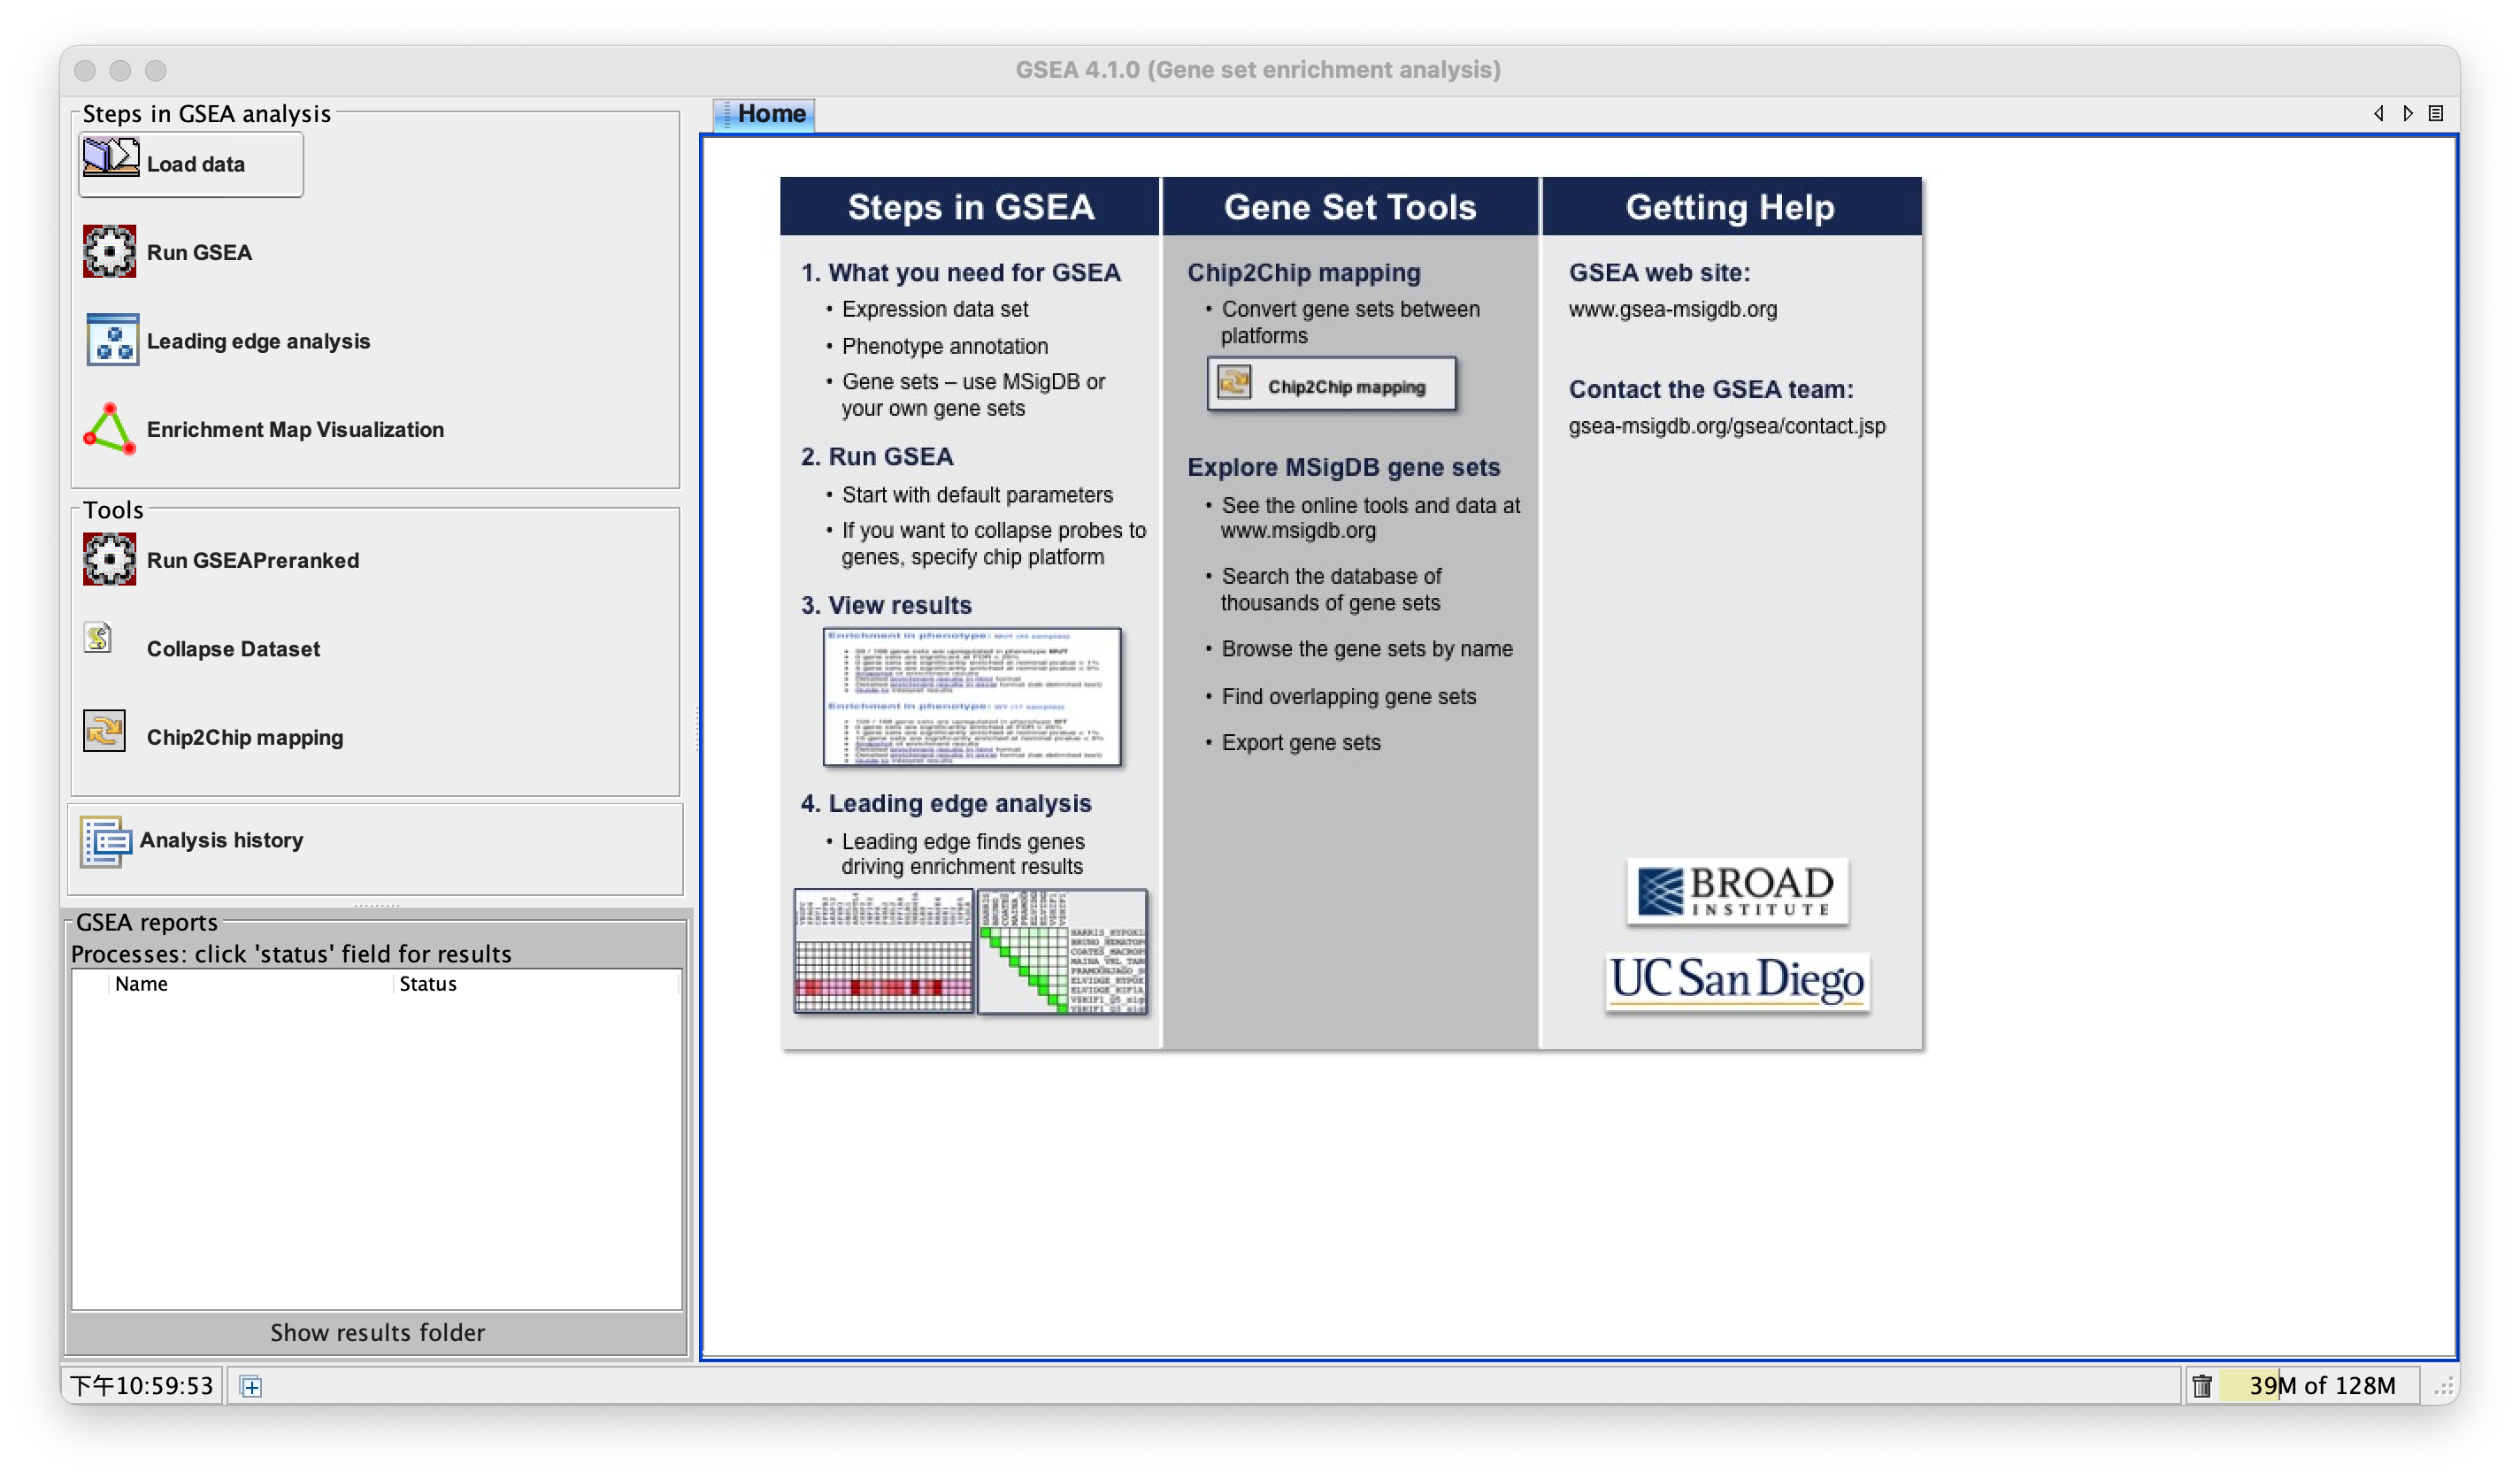 GSEA 4.1.0 (Gene set enrichment analysis)
Steps in GSEA analysis
Load data
Run GSEA
Leading edge analysis
Enrichment Map Visualization
Tools
Run GSEAPreranked
Collapse Dataset
Chip2Chip mapping
Analysis history
GSEA reports
Processes: click 'status' field for results
Name Status
Show results folder
Home
Steps in GSEA
1. What you need for GSEA
• Expression data set
• Phenotype annotation
• Gene sets – use MSigDB or
your own gene sets
2. Run GSEA
• Start with default parameters
• If you want to collapse probes to
genes, specify chip platform
3. View results
Enrichment in phenotype:
Enrichment in phenotype:
4. Leading edge analysis
• Leading edge finds genes
driving enrichment results
Gene Set Tools
Chip2Chip mapping
• Convert gene sets between
platforms
Chip2Chip mapping
Explore MSigDB gene sets
• See the online tools and data at
www.msigdb.org
• Search the database of
thousands of gene sets
• Browse the gene sets by name
• Find overlapping gene sets
• Export gene sets
Getting Help
GSEA web site:
www.gsea-msigdb.org
Contact the GSEA team:
gsea-msigdb.org/gsea/contact.jsp
BROAD
INSTITUTE
UC San Diego
下午10:59:53
39M of 128M